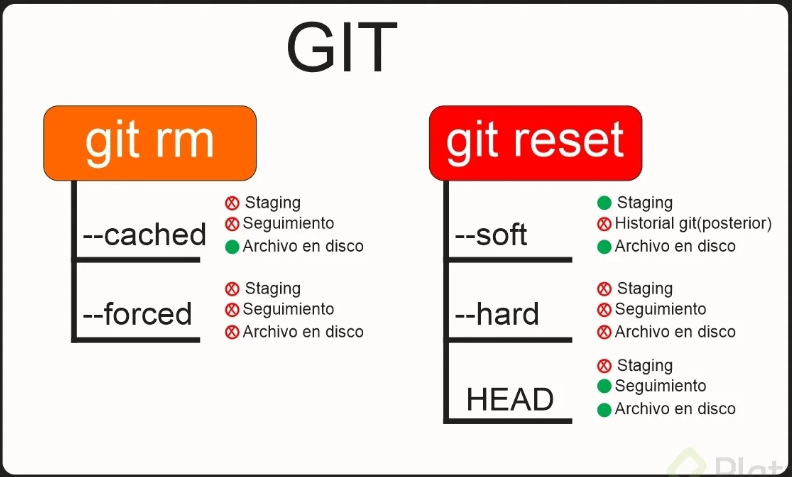 GIT
git rm
--cached
Staging
Seguimiento
Archivo en disco
--forced
Staging
Seguimiento
Archivo en disco
git reset
--soft
Staging
Historial git(posterior)
Archivo en disco
--hard
Staging
Seguimiento
Archivo en disco
HEAD
Staging
Seguimiento
Archivo en disco